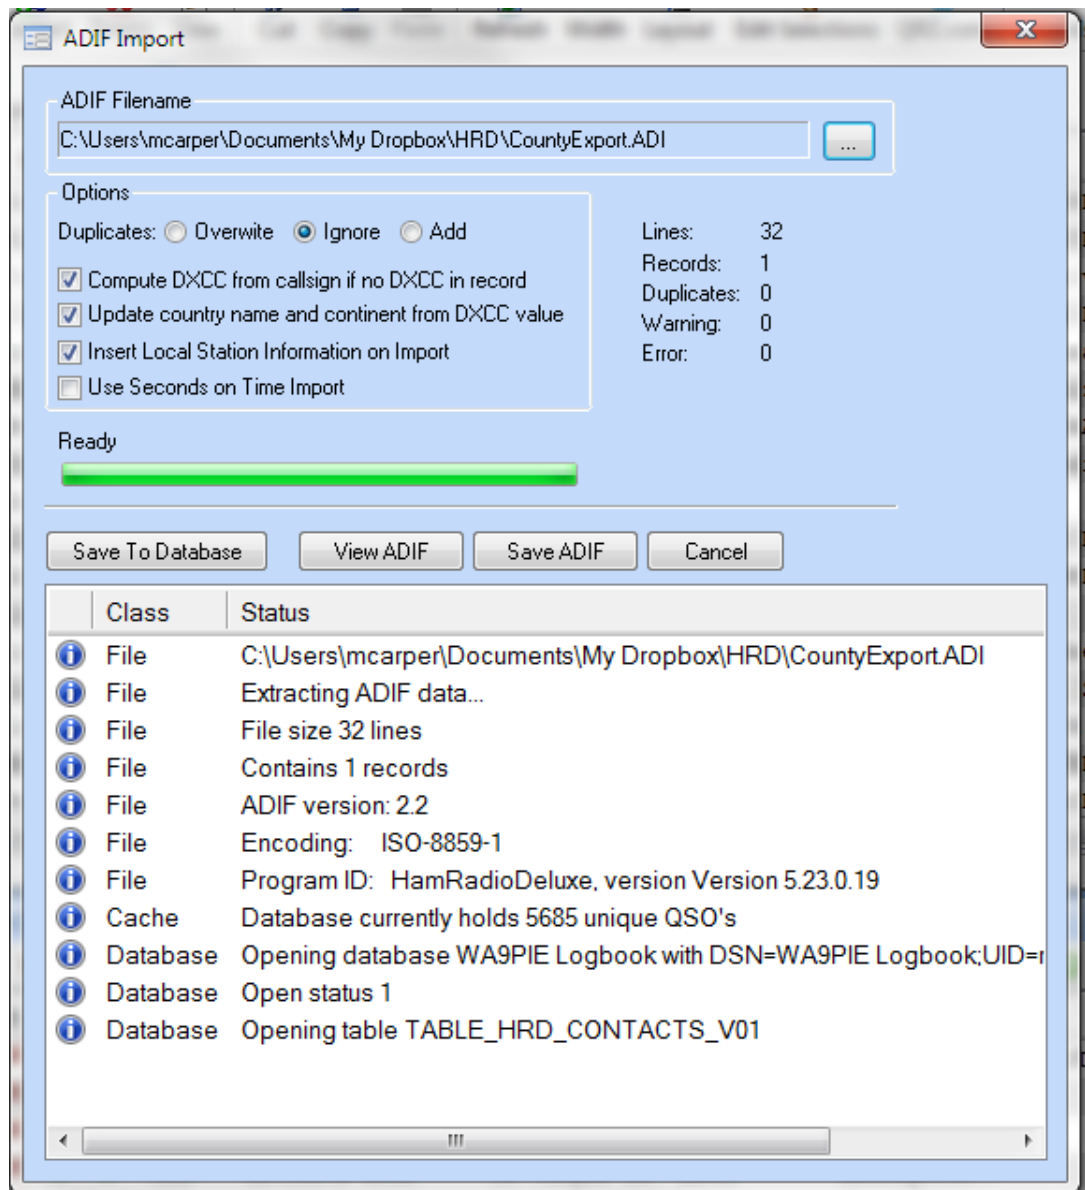 ADIF Import
ADIF Filename
C:\Users\mcarper\Documents\My Dropbox\HRD\CountyExport.ADI
...
Options
Duplicates: Overwite Ignore Add
Compute DXCC from callsign if no DXCC in record
Update country name and continent from DXCC value
Insert Local Station Information on Import
Use Seconds on Time Import
Lines: 32
Records: 1
Duplicates: 0
Warning: 0
Error: 0
Ready
Save To Database View ADIF Save ADIF Cancel
Class Status
File C:\Users\mcarper\Documents\My Dropbox\HRD\CountyExport.ADI
File Extracting ADIF data...
File File size 32 lines
File Contains 1 records
File ADIF version: 2.2
File Encoding: ISO-8859-1
File Program ID: HamRadioDeluxe, version Version 5.23.0.19
Cache Database currently holds 5685 unique QSO's
Database Opening database WA9PIE Logbook with DSN=WA9PIE Logbook;UID=
Database Open status 1
Database Opening table TABLE_HRD_CONTACTS_V01